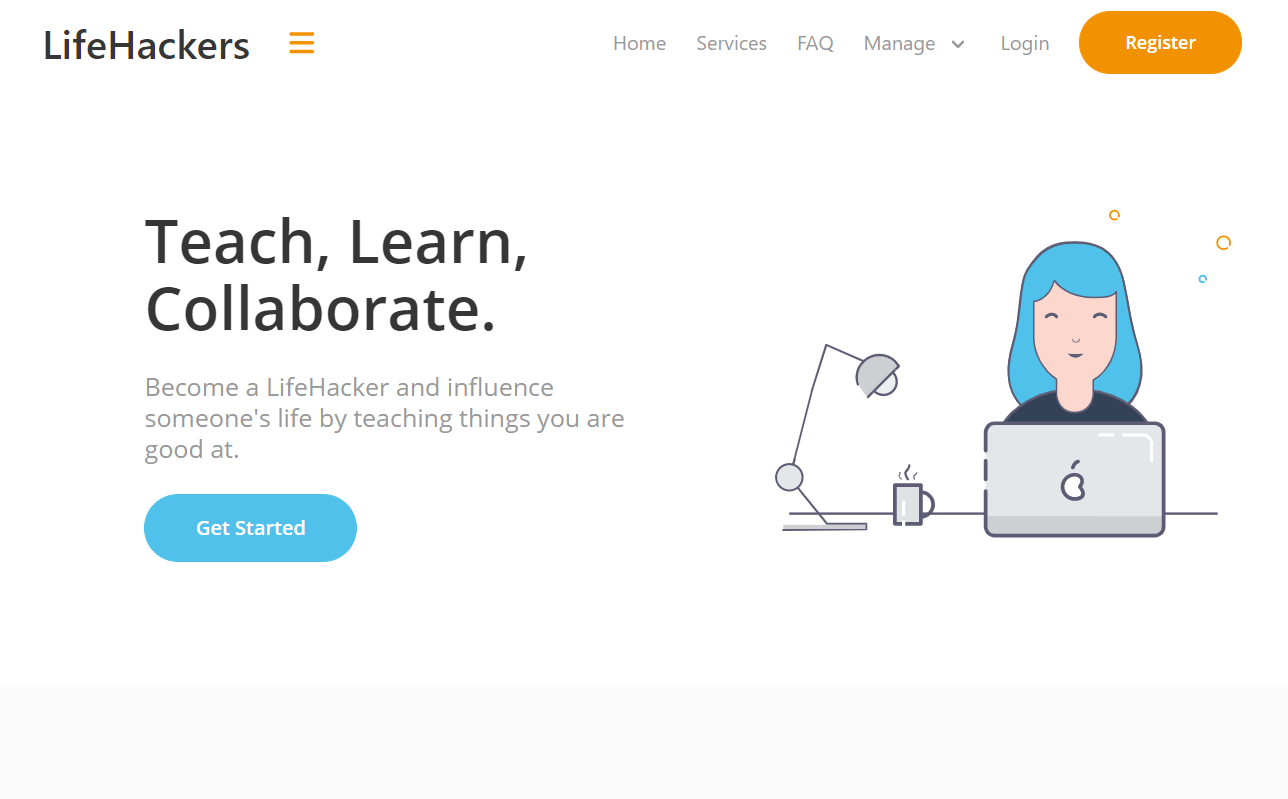 LifeHackers
Home Services FAQ Manage Login Register
Teach, Learn,
Collaborate.
Become a LifeHacker and influence
someone's life by teaching things you are
good at.
Get Started